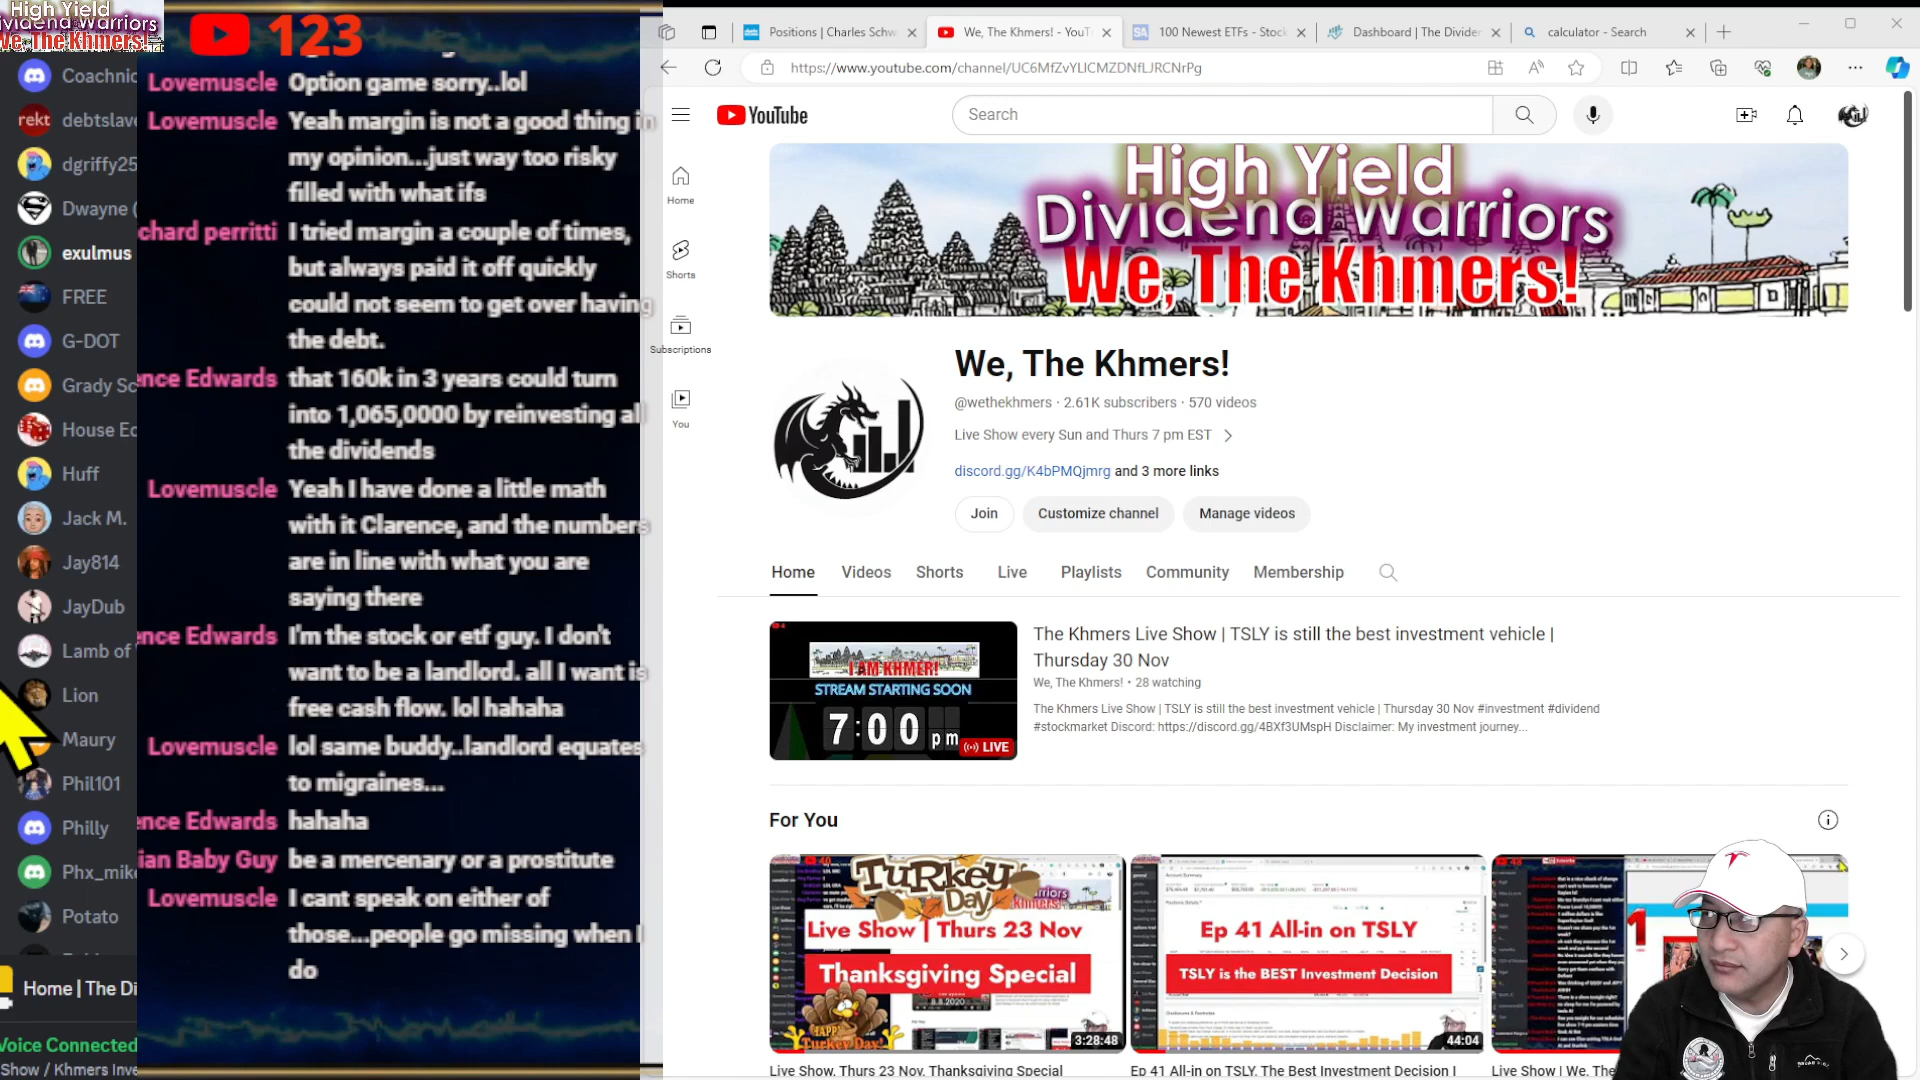 High Yield
Dividend Warriors
We, The Khmers!
Coachnic
rekt
debtslave
dgriffy25
Dwayne (
exulmus
FREE
G-DOT
Grady Sc
House Ed
Huff
Jack M.
Jay814
JayDub
Lamb of
Lion
Maury
Phil101
Philly
Phx_mike
Potato
Home | The Di
Voice Connected
Show / Khmers Inve
123
Lovemuscle Option game sorry..lol
Lovemuscle Yeah margin is not a good thing in
my opinion...just way too risky
filled with what ifs
chard perritti I tried margin a couple of times,
but always paid it off quickly
could not seem to get over having
the debt.
ence Edwards that 160k in 3 years could turn
into 1,065,0000 by reinvesting all
the dividends
Lovemuscle Yeah I have done a little math
with it Clarence, and the numbers
are in line with what you are
saying there
ence Edwards I'm the stock or etf guy. I don't
want to be a landlord. all I want is
free cash flow. lol hahaha
Lovemuscle lol same buddy..landlord equates
to migraines...
ence Edwards hahaha
ian Baby Guy be a mercenary or a prostitute
Lovemuscle I cant speak on either of
those...people go missing when I
do
Positions | Charles Schw
We, The Khmers! - YouT
SA
100 Newest ETFs - Stock
Dashboard | The Divider
calculator - Search
https://www.youtube.com/channel/UC6MfZvYLICMZDNfLJRCNrPg
YouTube
Search
Home
Shorts
Subscriptions
You
High Yield
Dividend Warriors
We, The Khmers!
We, The Khmers!
@wethekhmers · 2.61K subscribers · 570 videos
Live Show every Sun and Thurs 7 pm EST
discord.gg/K4bPMQjmrg and 3 more links
Join
Customize channel
Manage videos
Home
Videos
Shorts
Live
Playlists
Community
Membership
I AM KHMER!
STREAM STARTING SOON
7:00 pm
LIVE
The Khmers Live Show | TSLY is still the best investment vehicle |
Thursday 30 Nov
We, The Khmers! • 28 watching
The Khmers Live Show | TSLY is still the best investment vehicle | Thursday 30 Nov #investment #dividend
#stockmarket Discord: https://discord.gg/4BXf3UMspH Disclaimer: My investment journey...
For You
Turkey Day
Live Show | Thurs 23 Nov
Thanksgiving Special
HAPPY
Turkey Day!
3:28:48
Ep 41 All-in on TSLY
TSLY is the BEST Investment Decision
44:04
Live Show, Thurs 23 Nov, Thanksgiving Special
Ep 41 All-in on TSLY, The Best Investment Decision |
Live Show | We, The